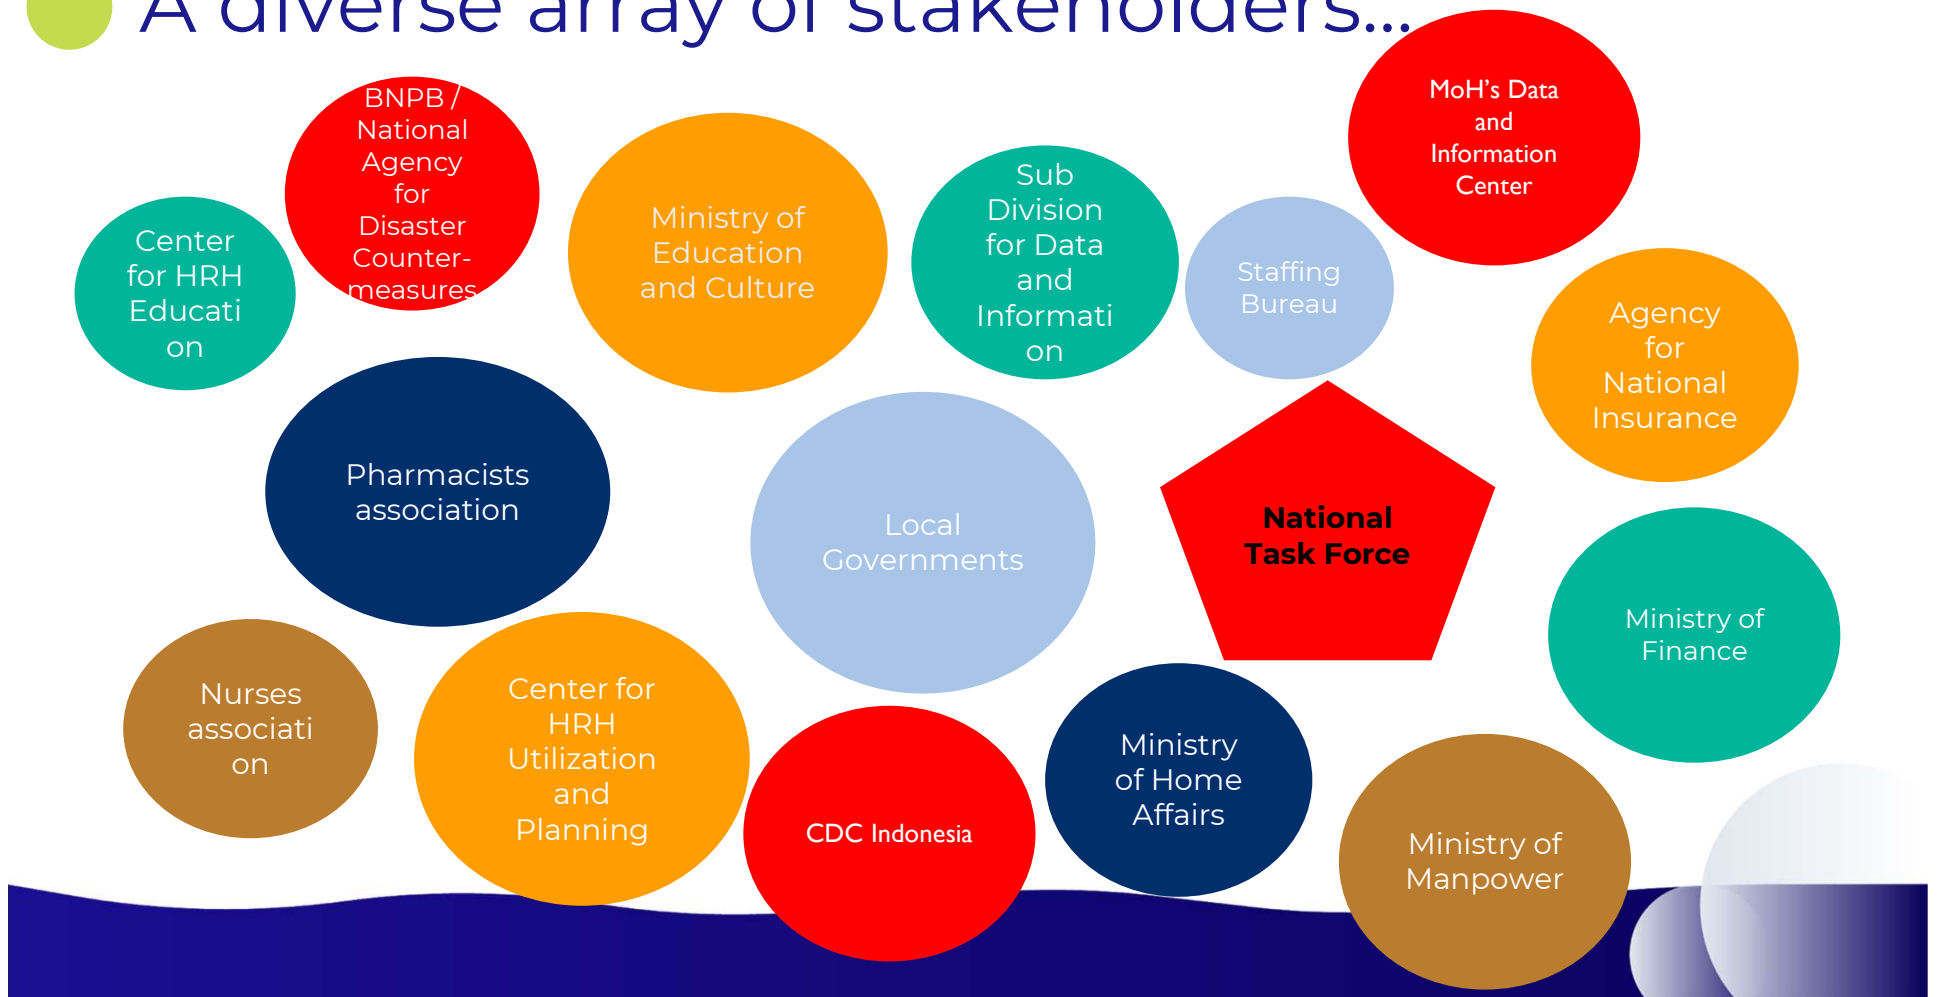 A diverse array of stakeholders...
BNPB /
National
Agency
for
Disaster
Counter-
measures
MoH's Data
and
Information
Center
Center
for HRH
Educati
on
Ministry of
Education
and Culture
Sub
Division
for Data
and
Informati
on
Staffing
Bureau
Agency
for
National
Insurance
Pharmacists
association
Local
Governments
National
Task Force
Ministry of
Finance
Nurses
associati
on
Center for
HRH
Utilization
and
Planning
CDC Indonesia
Ministry
of Home
Affairs
Ministry of
Manpower